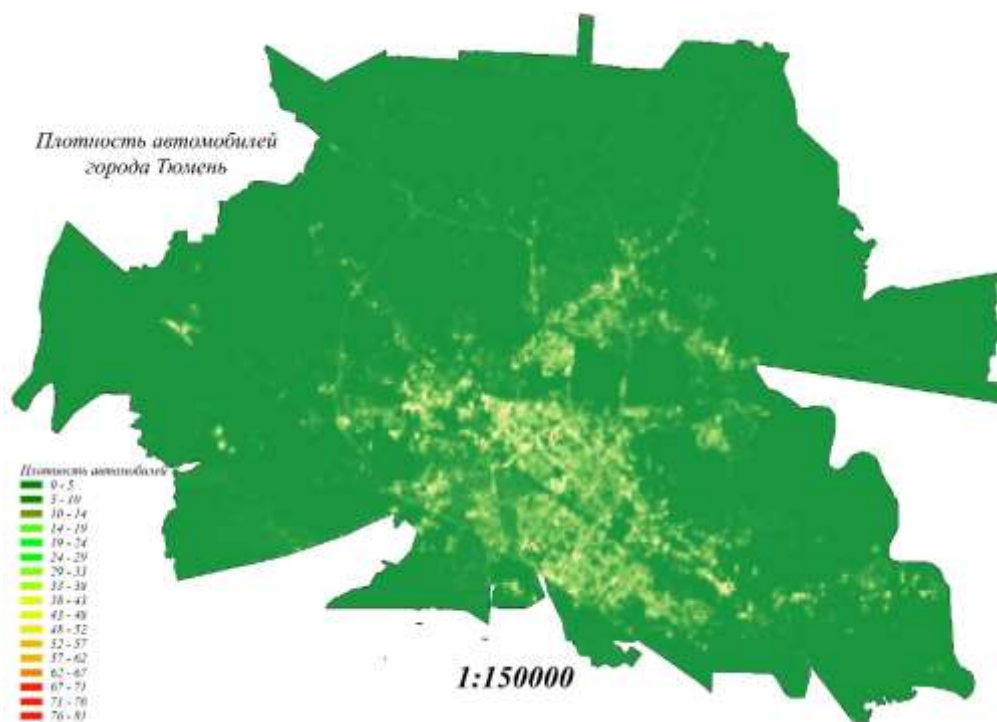 Плотность автомобилей
города Тюмень
Плотность автомобилей
0 - 5
5 - 10
10 - 14
14 - 19
19 - 24
24 - 29
29 - 33
33 - 38
38 - 43
43 - 48
48 - 52
52 - 57
57 - 62
62 - 67
67 - 71
71 - 76
76 - 81
1:150000